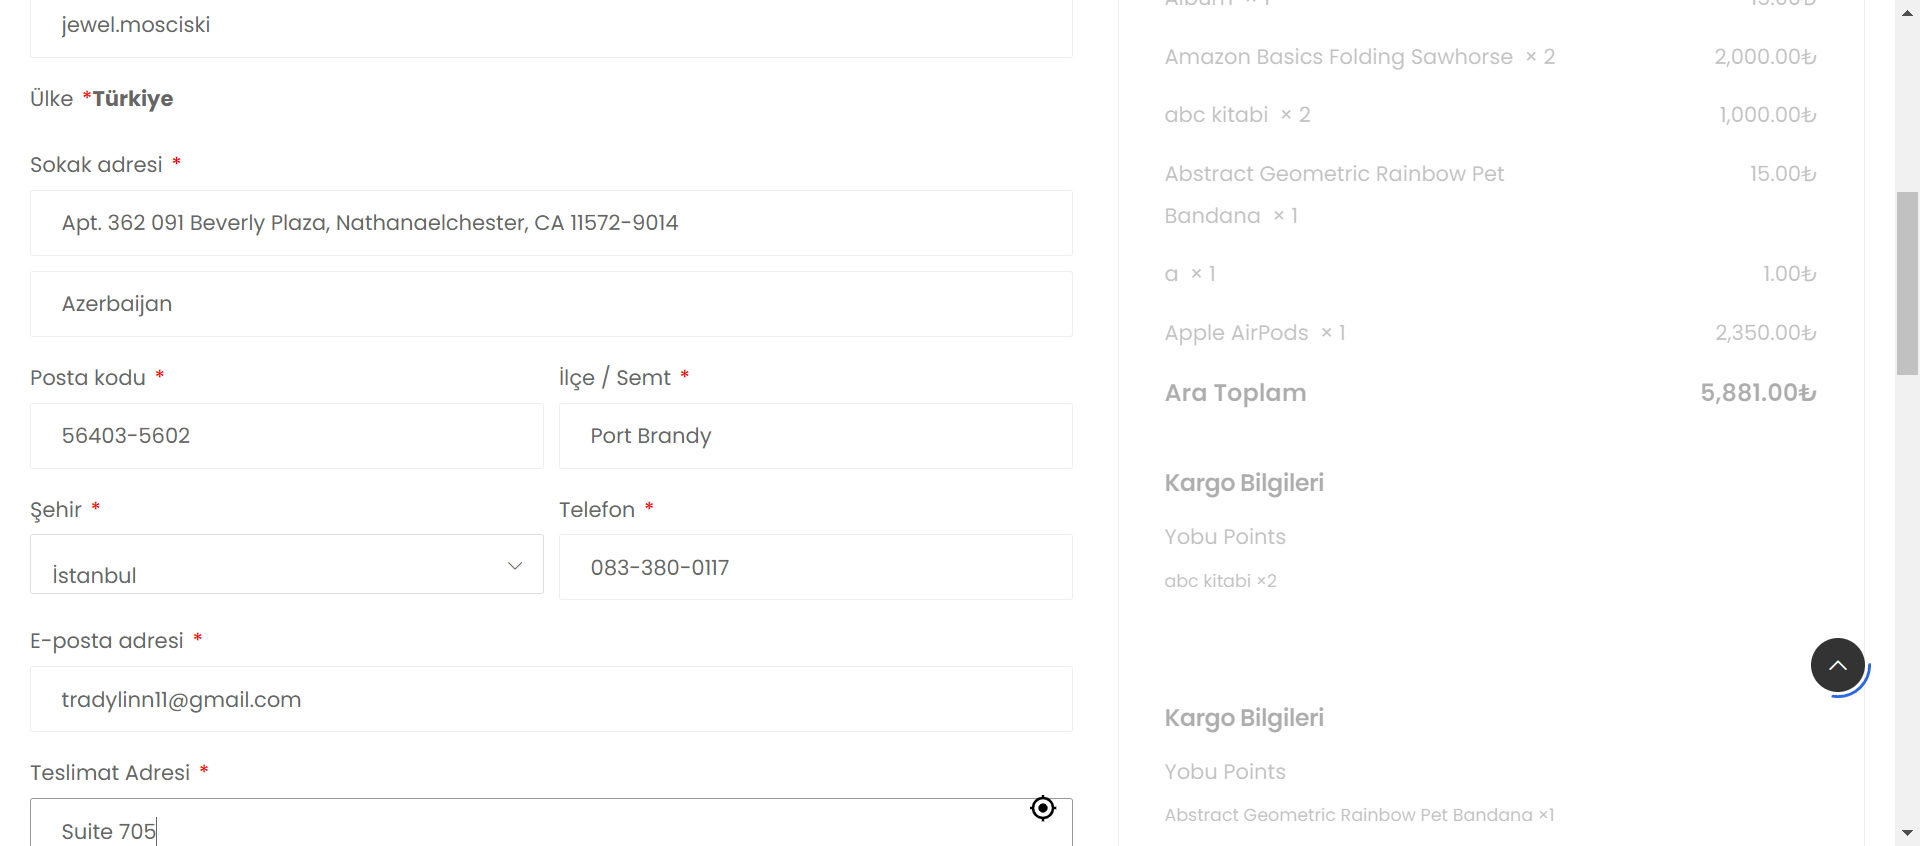 jewel.mosciski
Ülke *Türkiye
Sokak adresi *
Apt. 362 091 Beverly Plaza, Nathanaelchester, CA 11572-9014
Azerbaijan
Posta kodu *
İlçe / Semt *
56403-5602
Port Brandy
Şehir *
Telefon *
İstanbul
083-380-0117
E-posta adresi *
tradylinn11@gmail.com
Teslimat Adresi *
Suite 705
Album × 1 15.00₺
Amazon Basics Folding Sawhorse × 2 2,000.00₺
abc kitabi × 2 1,000.00₺
Abstract Geometric Rainbow Pet 15.00₺
Bandana × 1
a × 1 1.00₺
Apple AirPods × 1 2,350.00₺
Ara Toplam 5,881.00₺
Kargo Bilgileri
Yobu Points
abc kitabi ×2
Kargo Bilgileri
Yobu Points
Abstract Geometric Rainbow Pet Bandana ×1